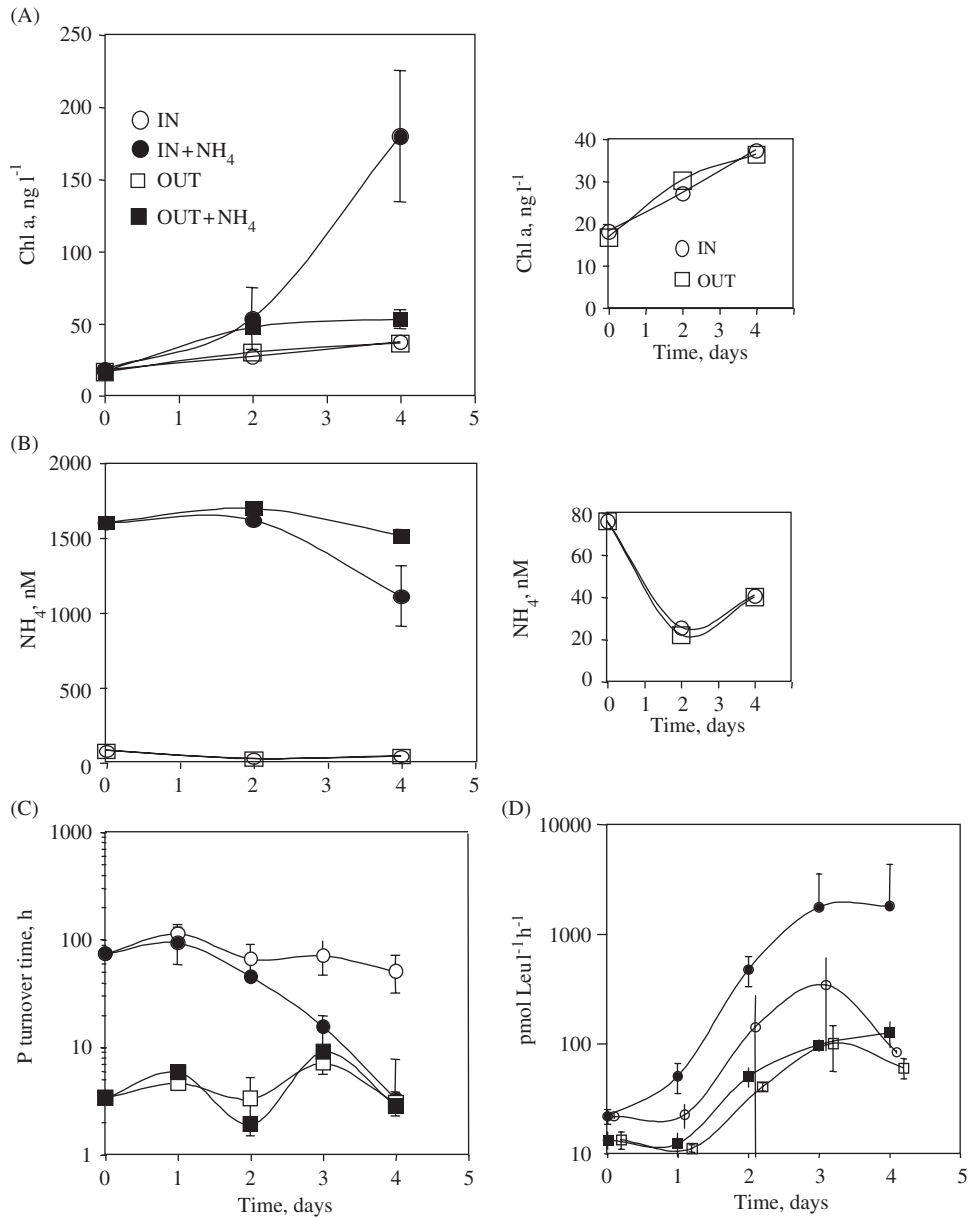 (A)
250
200
150
100
50
0
Chl a, ng l⁻¹
IN
IN+NH₄
OUT
OUT+NH₄
0 1 2 3 4 5
40
30
20
10
0
Chl a, ng l⁻¹
IN
OUT
0 2 4
Time, days
(B)
2000
1500
1000
500
0
NH₄, nM
0 1 2 3 4 5
80
60
40
20
0
NH₄, nM
0 1 2 3 4
Time, days
(C)
1000
100
10
1
P turnover time, h
0 1 2 3 4 5
Time, days
(D)
10000
1000
100
10
pmol Leu1⁻¹h⁻¹
0 1 2 3 4 5
Time, days